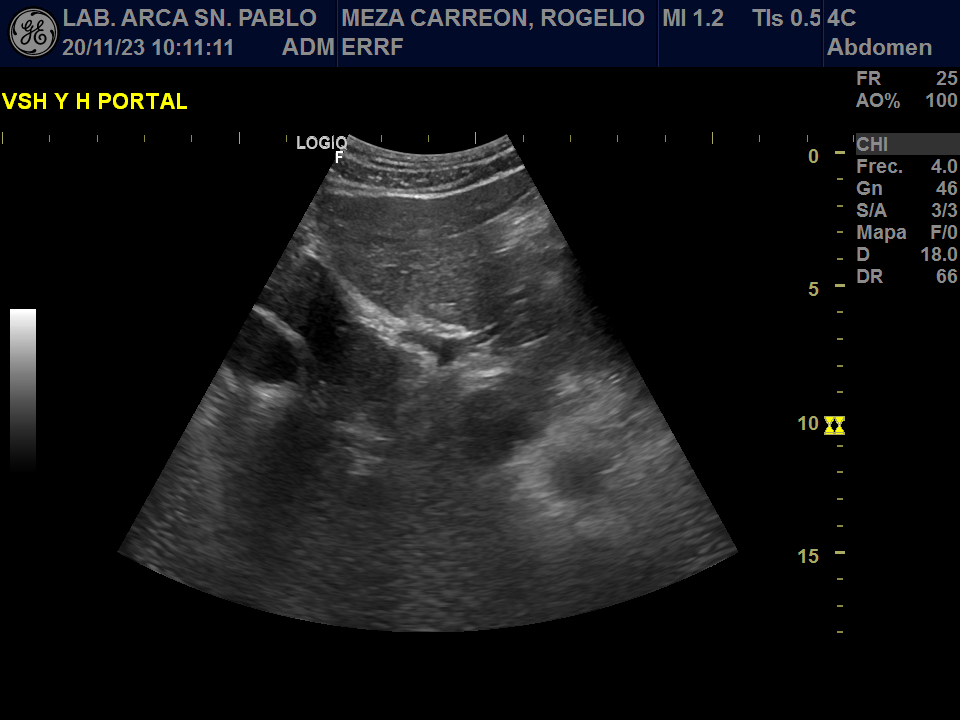 LAB. ARCA SN. PABLO MEZA CARREON, ROGELIO MI 1.2 TIs 0.5 4C
20/11/23 10:11:11 ADM ERRF Abdomen
FR 25
VSH Y H PORTAL AO% 100
LOGIQ
F
CHI
Frec. 4.0
Gn 46
S/A 3/3
Mapa F/0
D 18.0
DR 66
0
5
10
15